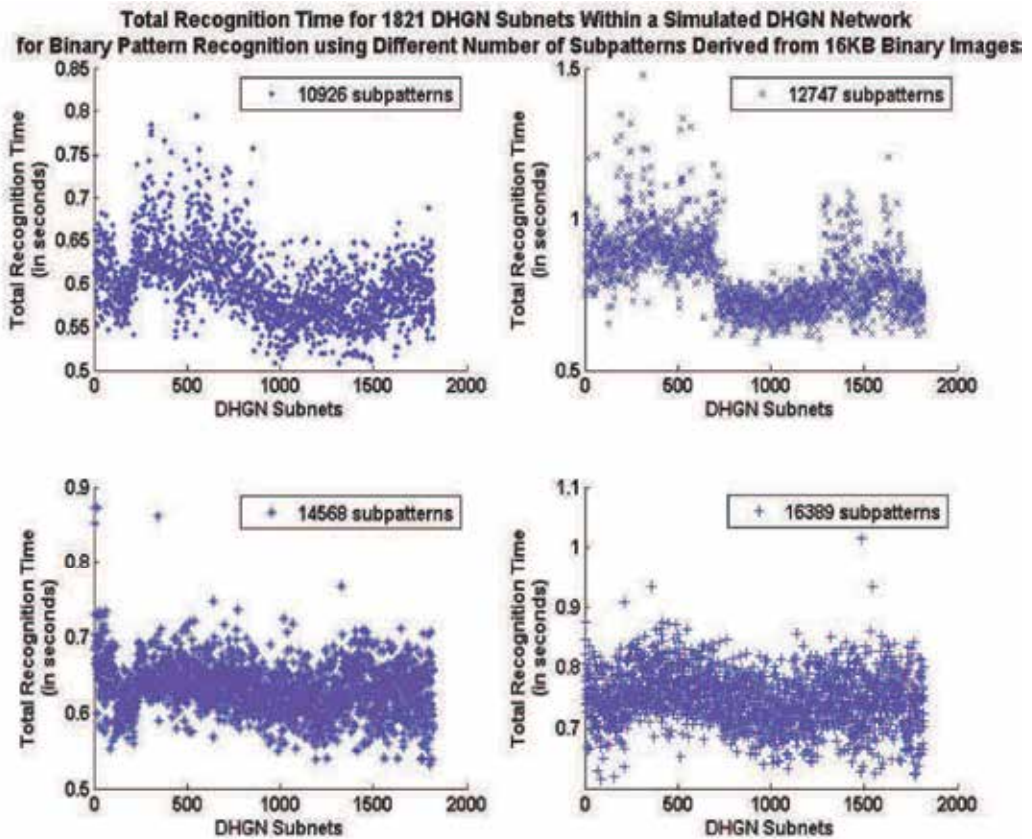 Total Recognition Time for 1821 DHGN Subnets Within a Simulated DHGN Network
for Binary Pattern Recognition using Different Number of Subpatterns Derived from 16KB Binary Images
0.85
0.8
0.75
0.7
0.65
0.6
0.55
0.5
0
500
1000
1500
2000
Total Recognition Time
(in seconds)
DHGN Subnets
10926 subpatterns
1.5
1
0.5
0
500
1000
1500
2000
Total Recognition Time
(in seconds)
DHGN Subnets
12747 subpatterns
0.9
0.8
0.7
0.6
0.5
0
500
1000
1500
2000
Total Recognition Time
(in seconds)
DHGN Subnets
14568 subpatterns
1.1
1
0.9
0.8
0.7
0
500
1000
1500
2000
Total Recognition Time
(in seconds)
DHGN Subnets
16389 subpatterns